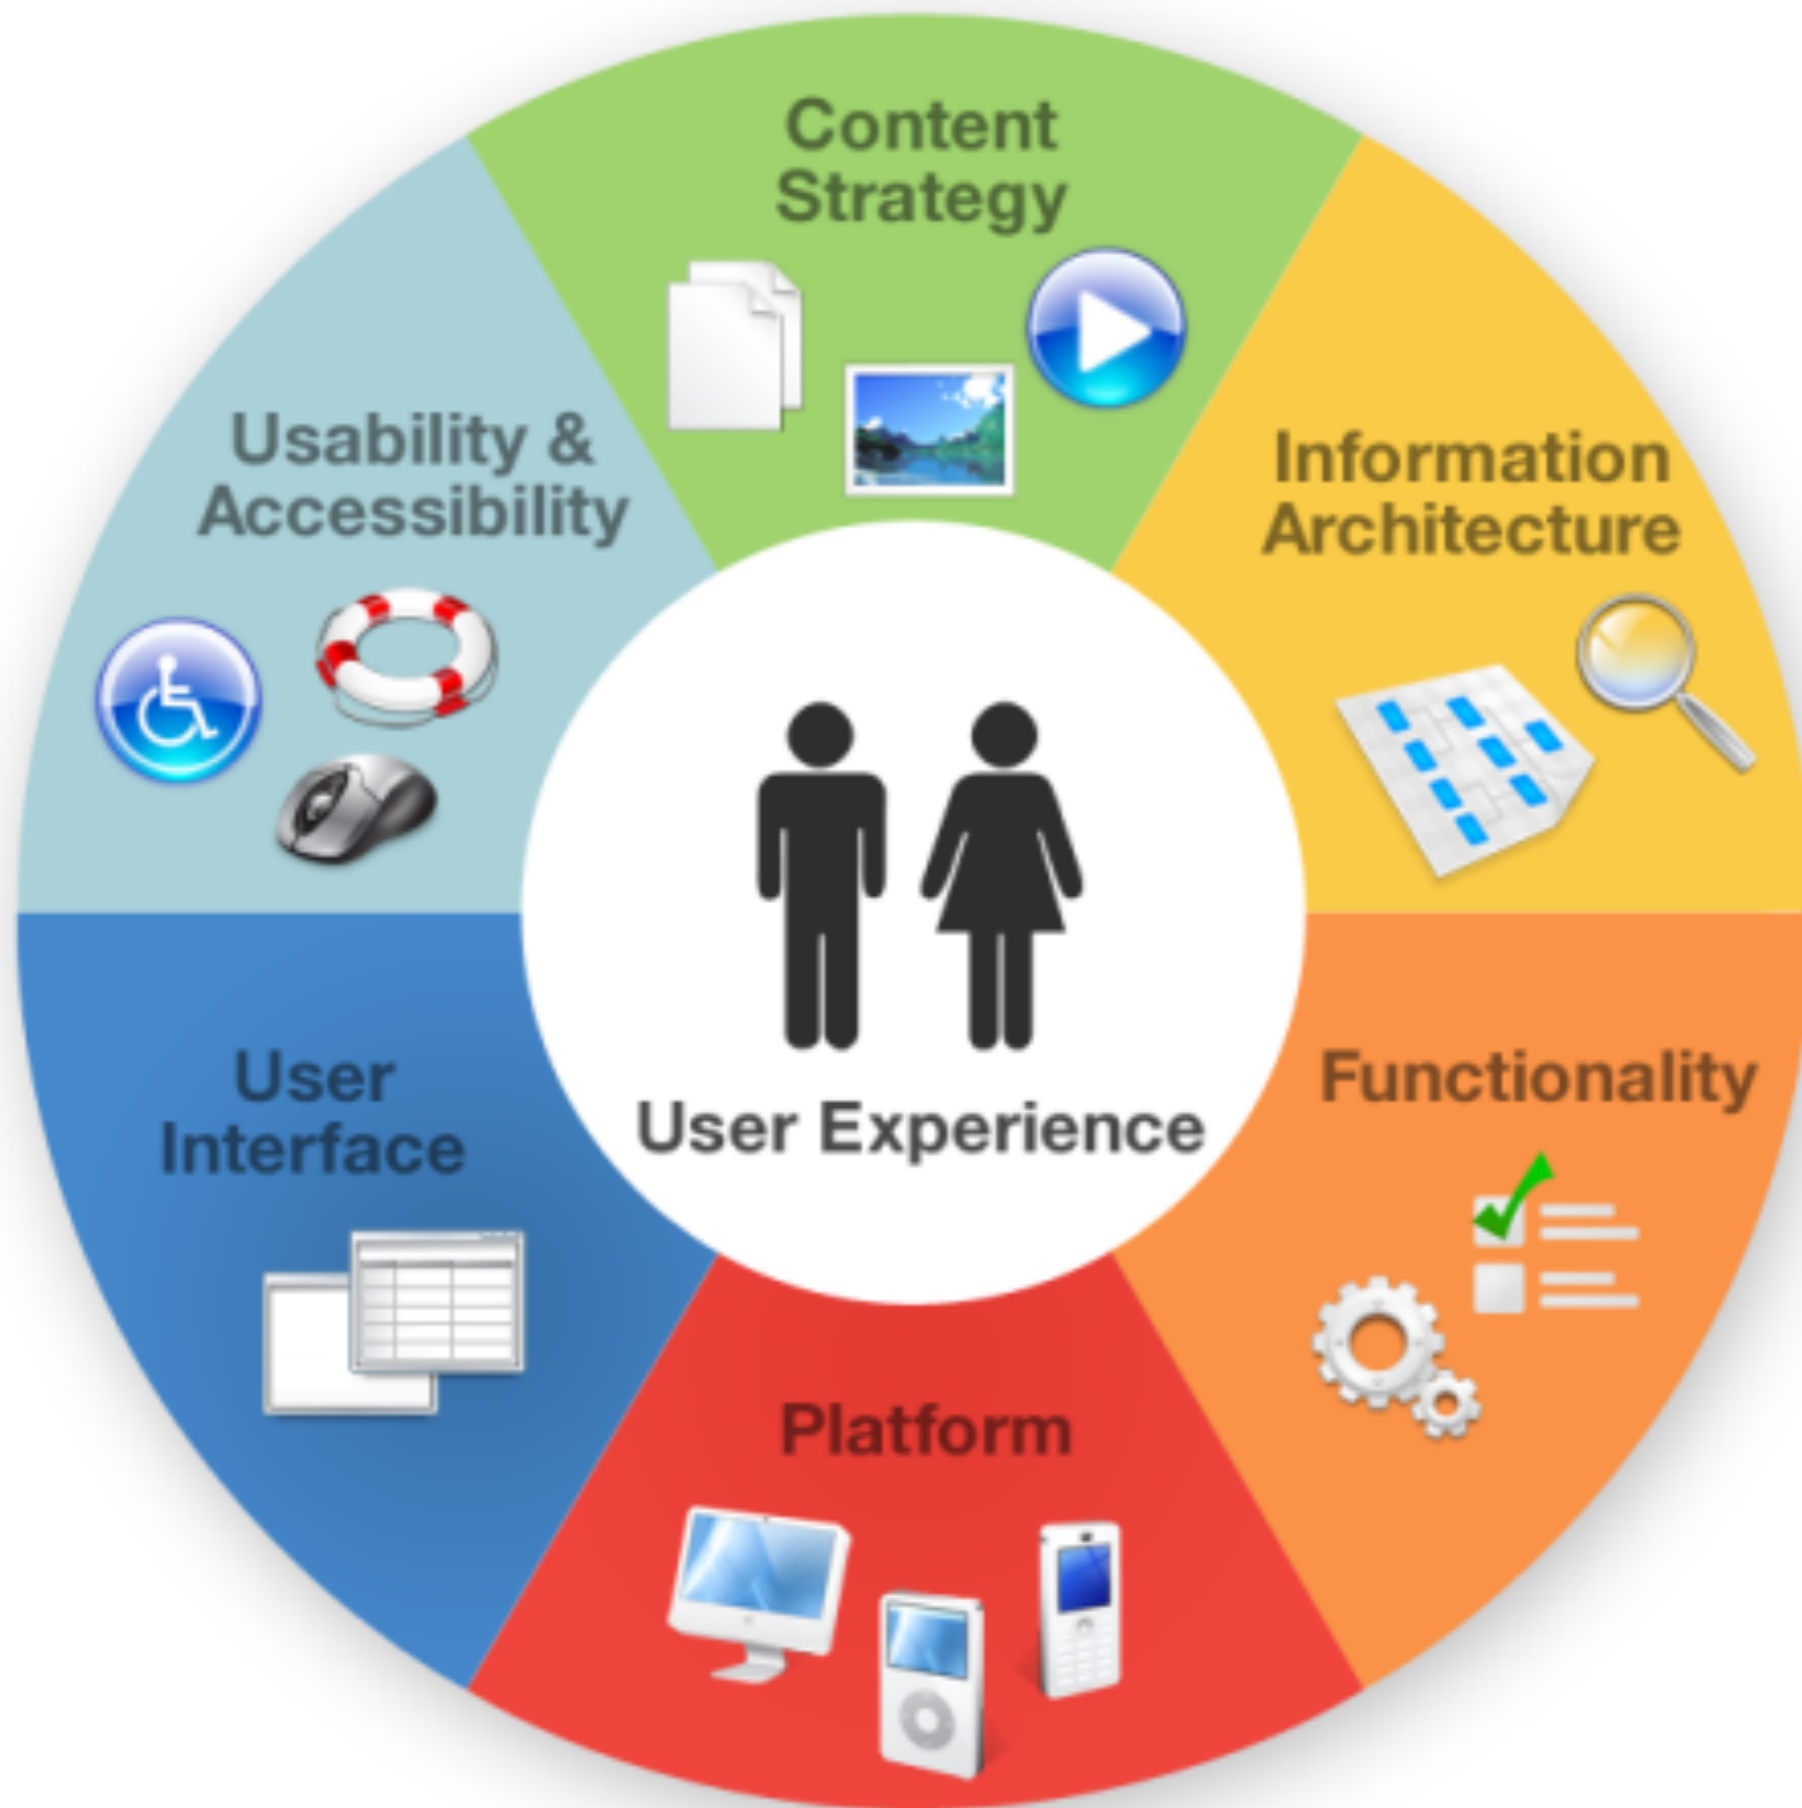 Content
Strategy
Information
Architecture
Functionality
Platform
User
Interface
Usability &
Accessibility
User Experience